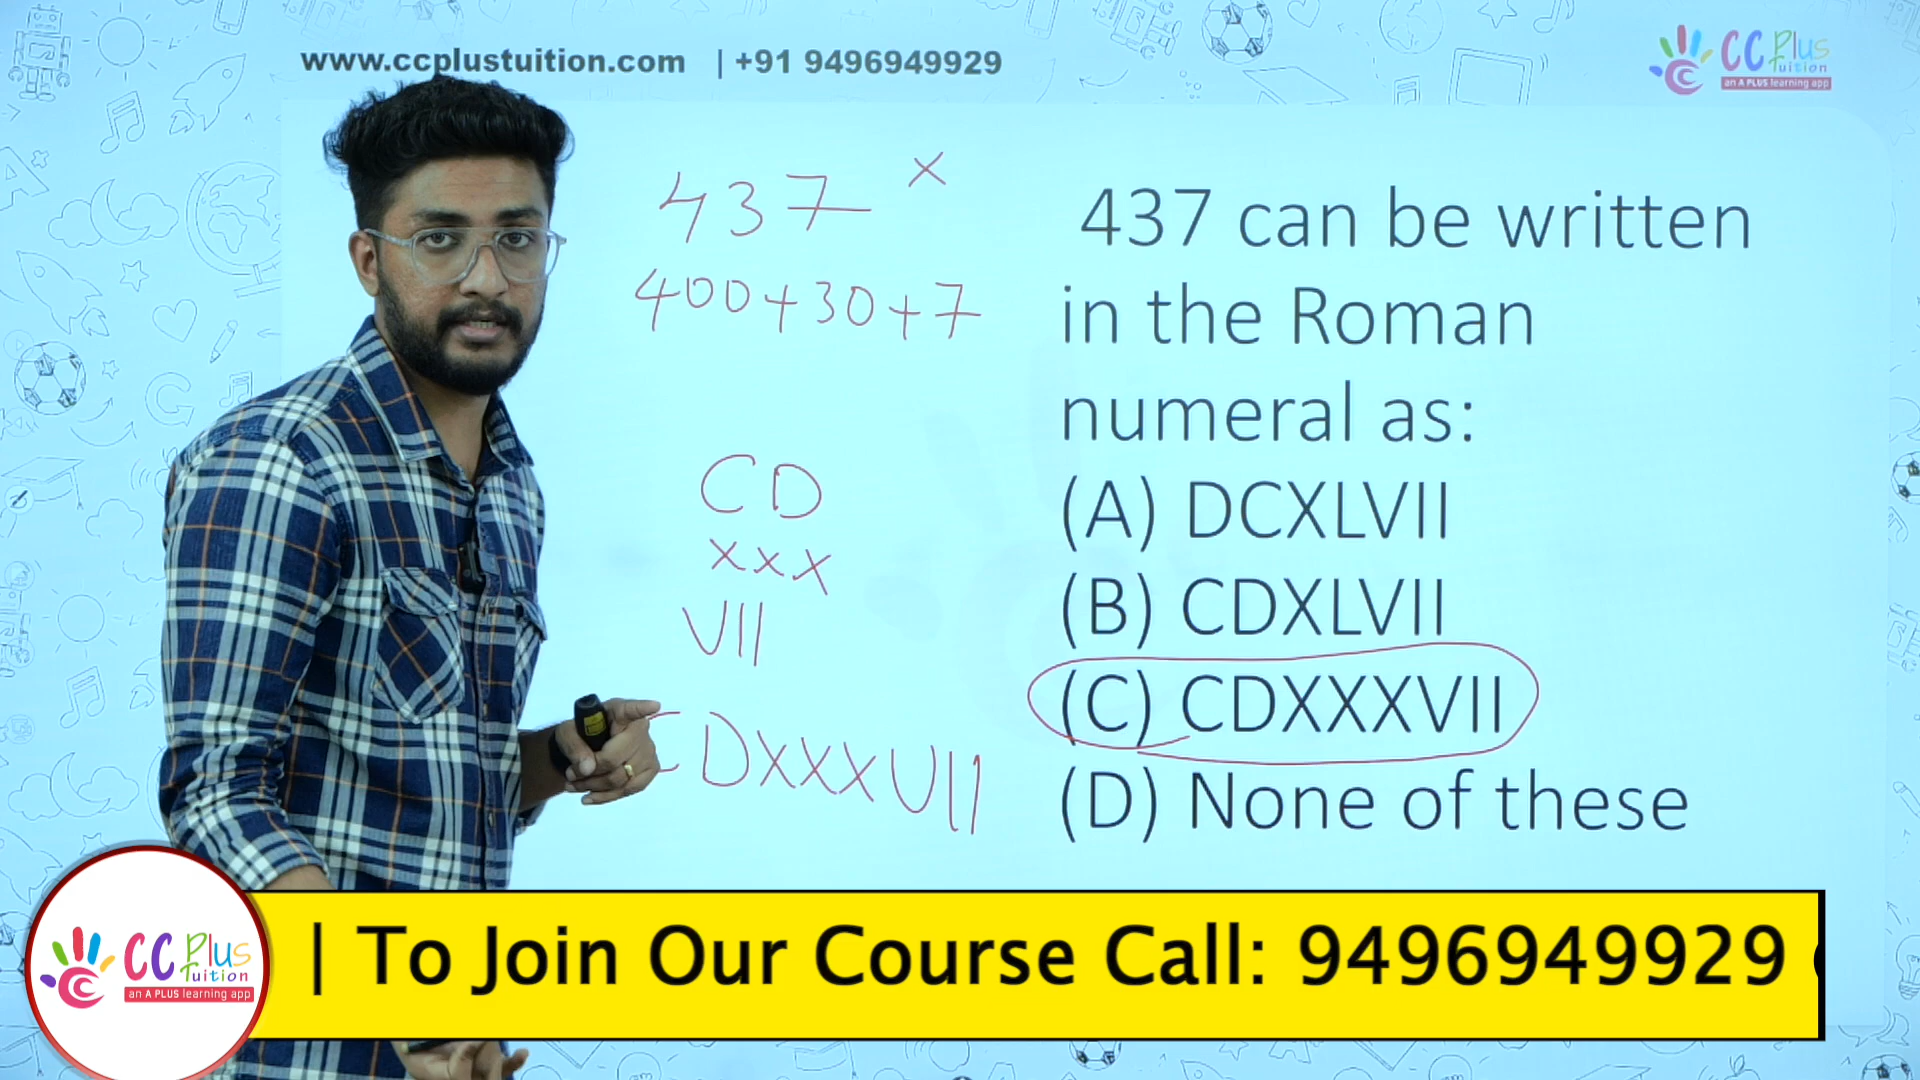 www.ccplustuition.com | +91 9496949929
CC Plus
Tuition
an A PLUS learning app
437 ×
400+30+7
CD
XXX
VII
CDXXXVII
437 can be written
in the Roman
numeral as:
(A) DCXLVII
(B) CDXLVII
(C) CDXXXVII
(D) None of these
CC Plus
Tuition
an A PLUS learning app
| To Join Our Course Call: 9496949929